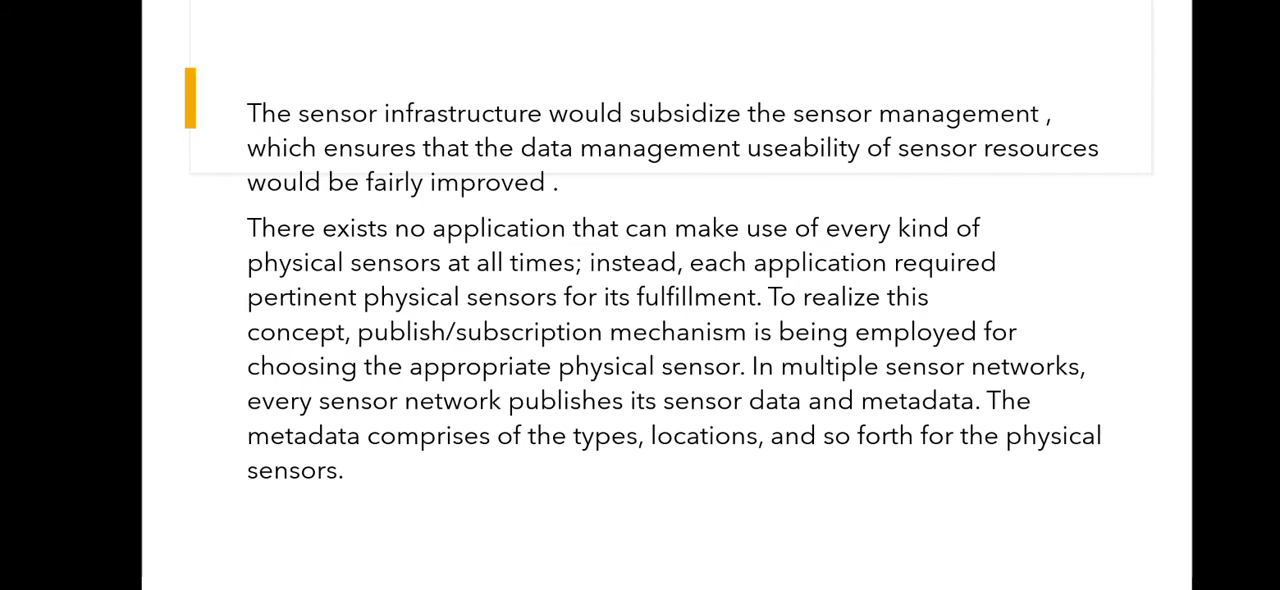 The sensor infrastructure would subsidize the sensor management ,
which ensures that the data management useability of sensor resources
would be fairly improved .
There exists no application that can make use of every kind of
physical sensors at all times; instead, each application required
pertinent physical sensors for its fulfillment. To realize this
concept, publish/subscription mechanism is being employed for
choosing the appropriate physical sensor. In multiple sensor networks,
every sensor network publishes its sensor data and metadata. The
metadata comprises of the types, locations, and so forth for the physical
sensors.